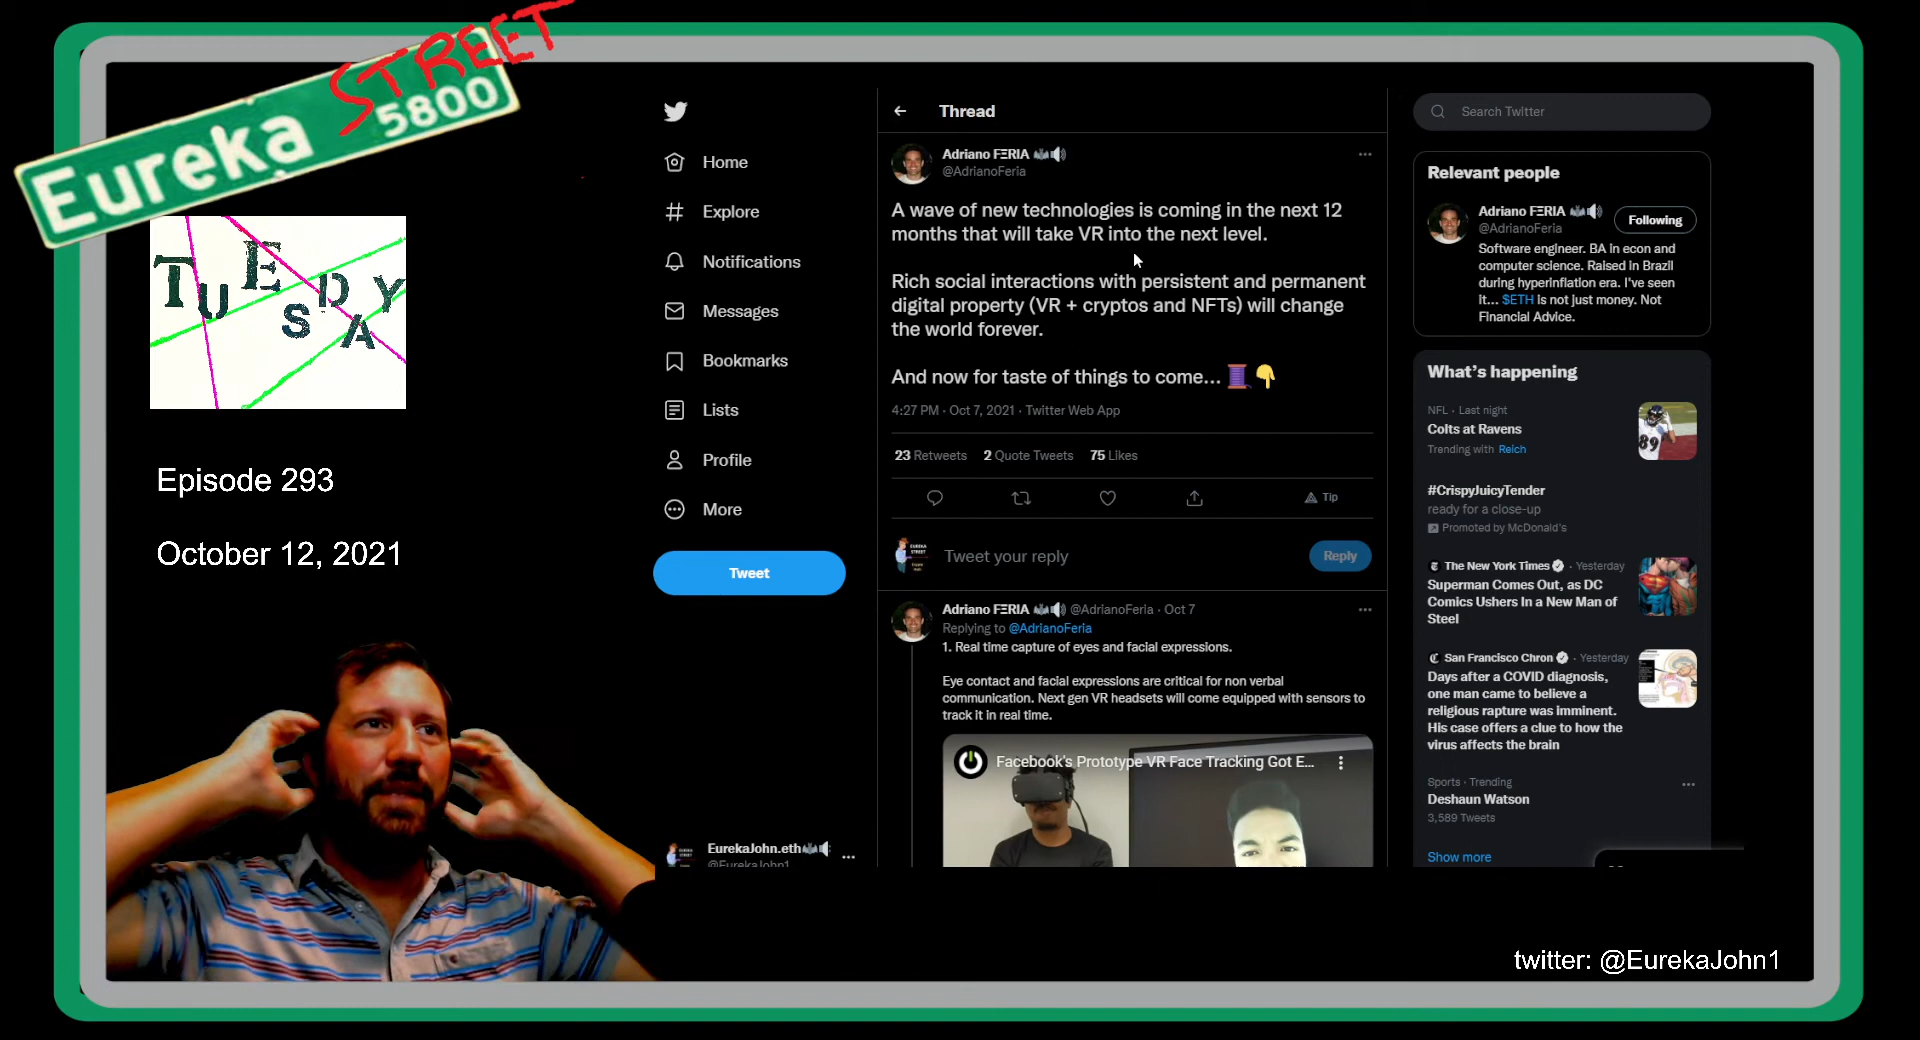 Eureka STREET
5800
TUESDAY
Episode 293
October 12, 2021
Home
Explore
Notifications
Messages
Bookmarks
Lists
Profile
More
Tweet
EurekaJohn.eth
@EurekaJohn1
Thread
Adriano FΞRIA
@AdrianoFeria
A wave of new technologies is coming in the next 12
months that will take VR into the next level.
Rich social interactions with persistent and permanent
digital property (VR + cryptos and NFTs) will change
the world forever.
And now for taste of things to come... 🧵👇
4:27 PM · Oct 7, 2021 · Twitter Web App
23 Retweets 2 Quote Tweets 75 Likes
Tip
Tweet your reply
Reply
Adriano FΞRIA @AdrianoFeria · Oct 7
Replying to @AdrianoFeria
1. Real time capture of eyes and facial expressions.
Eye contact and facial expressions are critical for non verbal
communication. Next gen VR headsets will come equipped with sensors to
track it in real time.
Facebook's Prototype VR Face Tracking Got E...
Search Twitter
Relevant people
Adriano FΞRIA
Following
@AdrianoFeria
Software engineer. BA in econ and
computer science. Raised in Brazil
during hyperinflation era. I've seen
it... $ETH is not just money. Not
Financial Advice.
What's happening
NFL · Last night
Colts at Ravens
Trending with Reich
89
#CrispyJuicyTender
ready for a close-up
Promoted by McDonald's
The New York Times · Yesterday
Superman Comes Out, as DC
Comics Ushers In a New Man of
Steel
San Francisco Chron · Yesterday
Days after a COVID diagnosis,
one man came to believe a
religious rapture was imminent.
His case offers a clue to how the
virus affects the brain
Sports · Trending
Deshaun Watson
3,589 Tweets
Show more
twitter: @EurekaJohn1